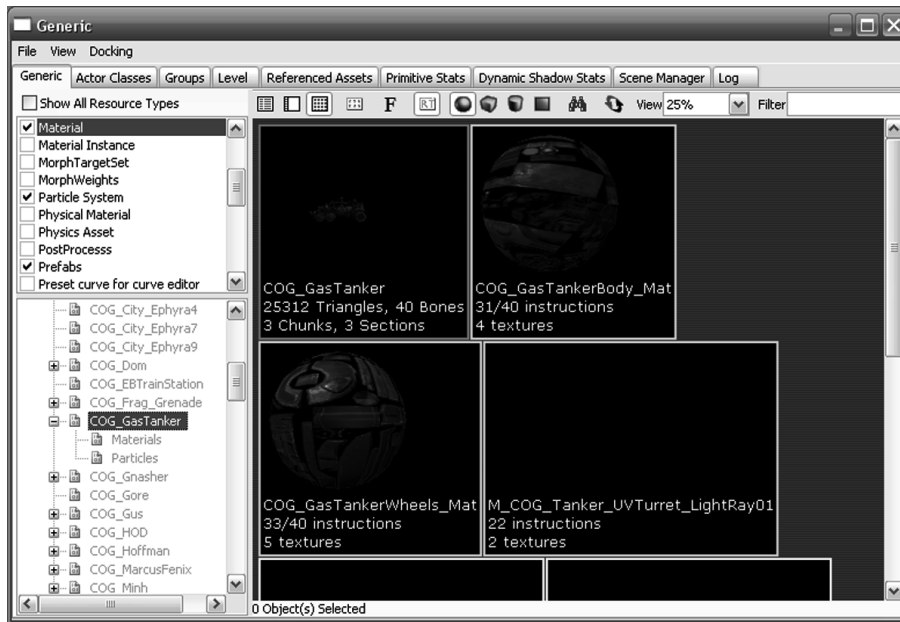 Generic
File View Docking
Generic Actor Classes Groups Level Referenced Assets Primitive Stats Dynamic Shadow Stats Scene Manager Log
Show All Resource Types
F RT View 25% Filter
Material
Material Instance
MorphTargetSet
MorphWeights
Particle System
Physical Material
Physics Asset
PostProcesss
Prefabs
Preset curve for curve editor
COG_City_Ephyra4
COG_City_Ephyra7
COG_City_Ephyra9
COG_Dom
COG_EBTrainStation
COG_Frag_Grenade
COG_GasTanker
Materials
Particles
COG_Gnasher
COG_Gore
COG_Gus
COG_HOD
COG_Hoffman
COG_MarcusFenix
COG_Minh
COG_GasTanker
25312 Triangles, 40 Bones
3 Chunks, 3 Sections
COG_GasTankerBody_Mat
31/40 instructions
4 textures
COG_GasTankerWheels_Mat
33/40 instructions
5 textures
M_COG_Tanker_UVTurret_LightRay01
22 instructions
2 textures
0 Object(s) Selected